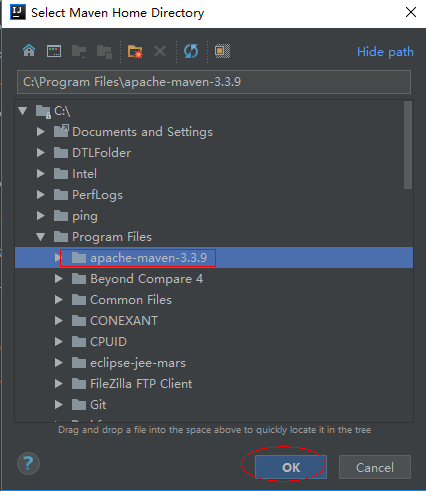 Select Maven Home Directory
Hide path
C:\Program Files\apache-maven-3.3.9
C:\
Documents and Settings
DTLFolder
Intel
PerfLogs
ping
Program Files
apache-maven-3.3.9
Beyond Compare 4
Common Files
CONEXANT
CPUID
eclipse-jee-mars
FileZilla FTP Client
Git
Drag and drop a file into the space above to quickly locate it in the tree
?
OK
Cancel